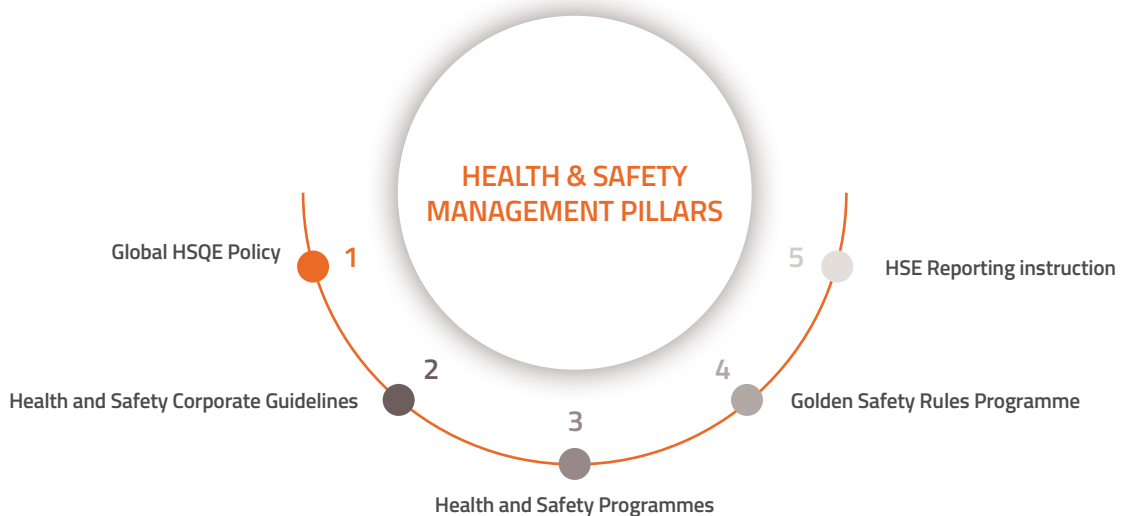 HEALTH & SAFETY
MANAGEMENT PILLARS
Global HSQE Policy
1
Health and Safety Corporate Guidelines
2
3
Health and Safety Programmes
4
Golden Safety Rules Programme
5
HSE Reporting instruction